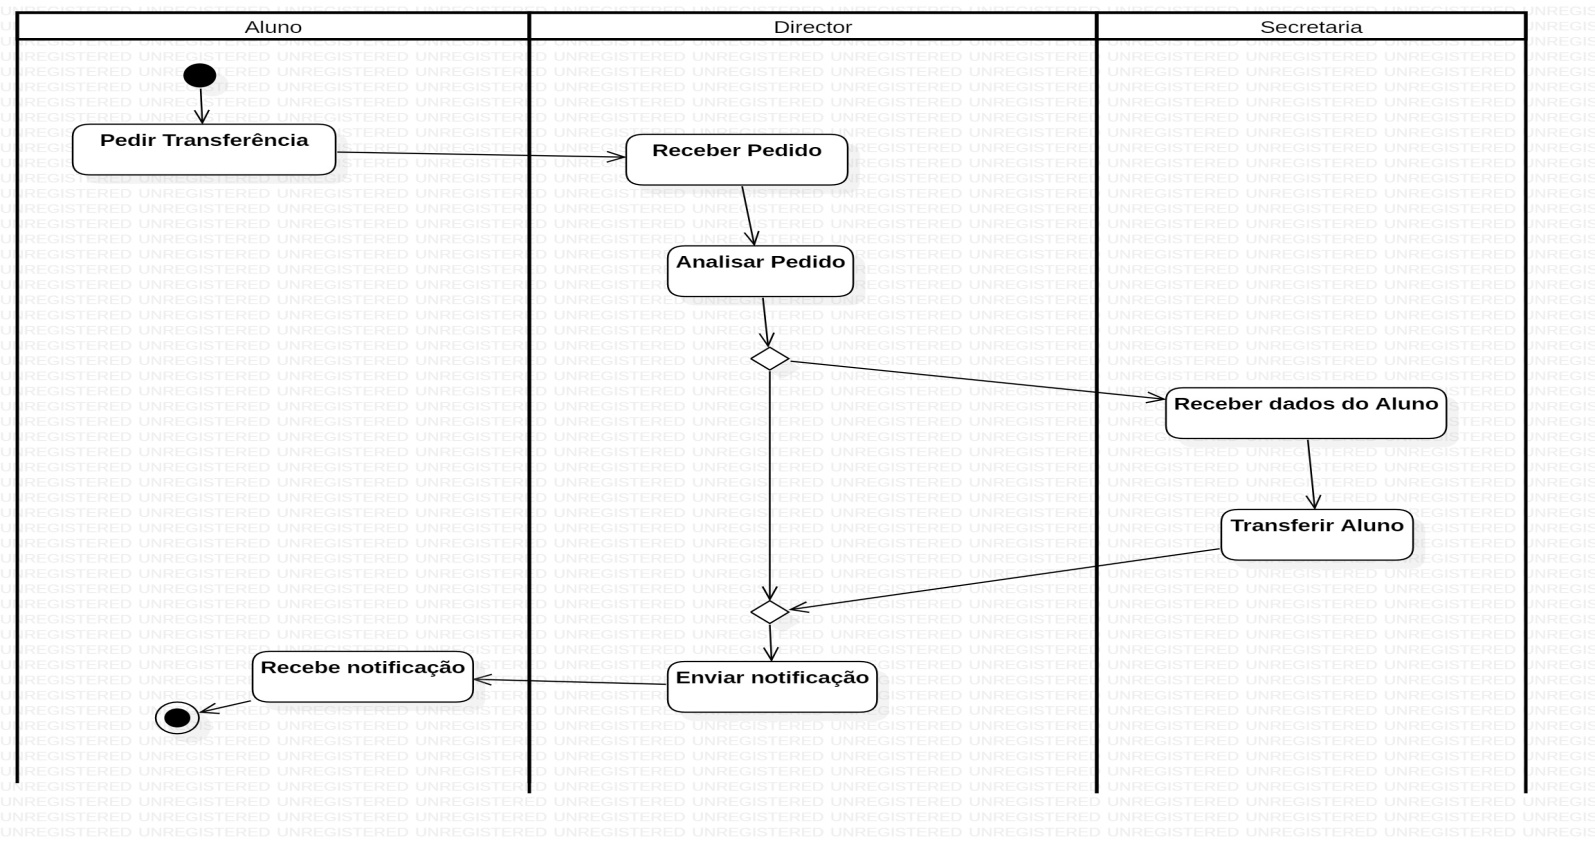 Aluno
Director
Secretaria
Pedir Transferência
Receber Pedido
Analisar Pedido
Receber dados do Aluno
Transferir Aluno
Recebe notificação
Enviar notificação
UNREGISTERED